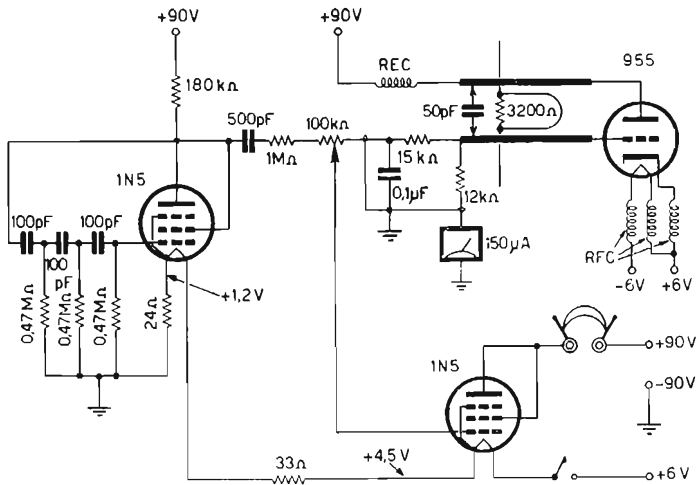 +90V
+90V
955
REC
180kΩ
500pF
100kΩ
50pF
3200Ω
1MΩ
15kΩ
1N5
0,1µF
12kΩ
100pF
100pF
100
pF
i50µA
RFC
-6V
+6V
0,47MΩ
0,47MΩ
0,47MΩ
24Ω
+1,2V
1N5
+90V
-90V
33Ω
+4,5V
+6V